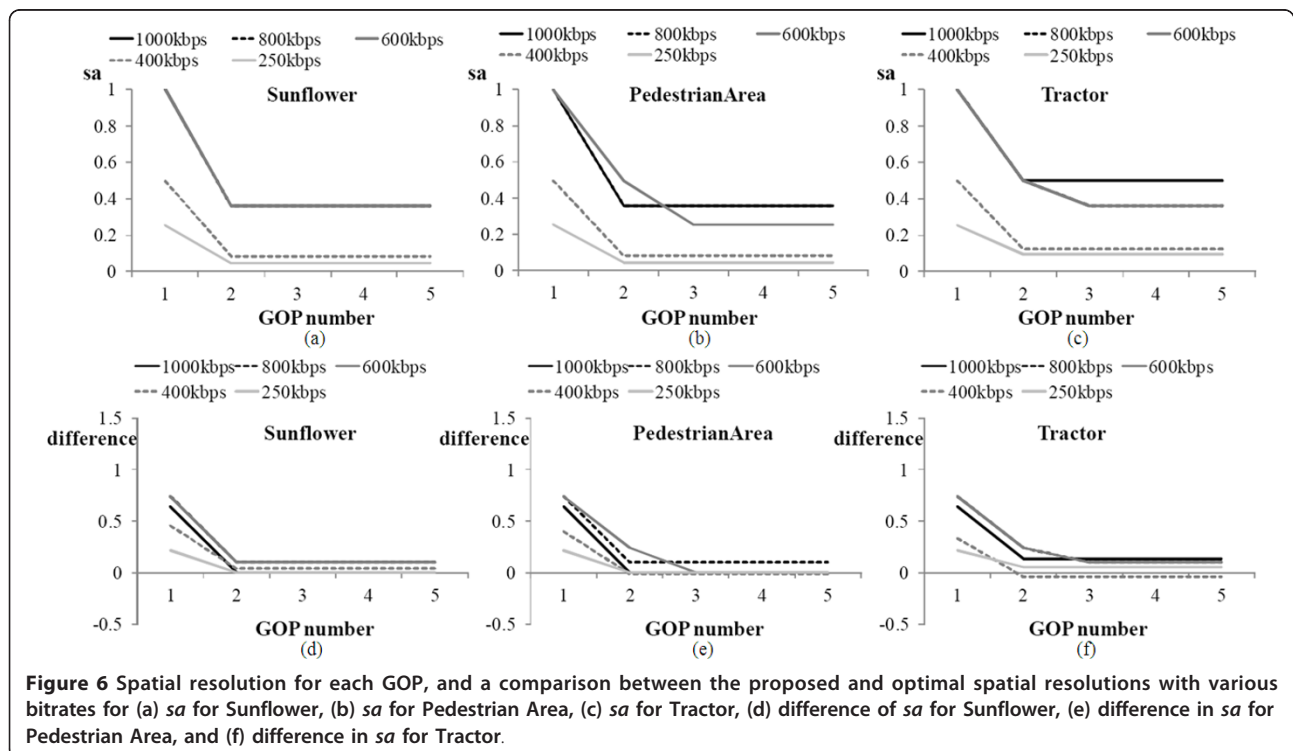 1000kbps 800kbps 600kbps
400kbps 250kbps
sa
Sunflower
1
0.8
0.6
0.4
0.2
0
1 2 3 4 5
GOP number
(a)
1000kbps 800kbps 600kbps
400kbps 250kbps
sa
PedestrianArea
1
0.8
0.6
0.4
0.2
0
1 2 3 4 5
GOP number
(b)
1000kbps 800kbps 600kbps
400kbps 250kbps
sa
Tractor
1
0.8
0.6
0.4
0.2
0
1 2 3 4 5
GOP number
(c)
1000kbps 800kbps 600kbps
400kbps 250kbps
1.5
difference
Sunflower
1
0.5
0
-0.5
1 2 3 4 5
GOP number
(d)
1000kbps 800kbps 600kbps
400kbps 250kbps
1.5
difference
PedestrianArea
1
0.5
0
-0.5
1 2 3 4 5
GOP number
(e)
1000kbps 800kbps 600kbps
400kbps 250kbps
1.5
difference
Tractor
1
0.5
0
-0.5
1 2 3 4 5
GOP number
(f)
Figure 6 Spatial resolution for each GOP, and a comparison between the proposed and optimal spatial resolutions with various
bitrates for (a) sa for Sunflower, (b) sa for Pedestrian Area, (c) sa for Tractor, (d) difference of sa for Sunflower, (e) difference in sa for
Pedestrian Area, and (f) difference in sa for Tractor.